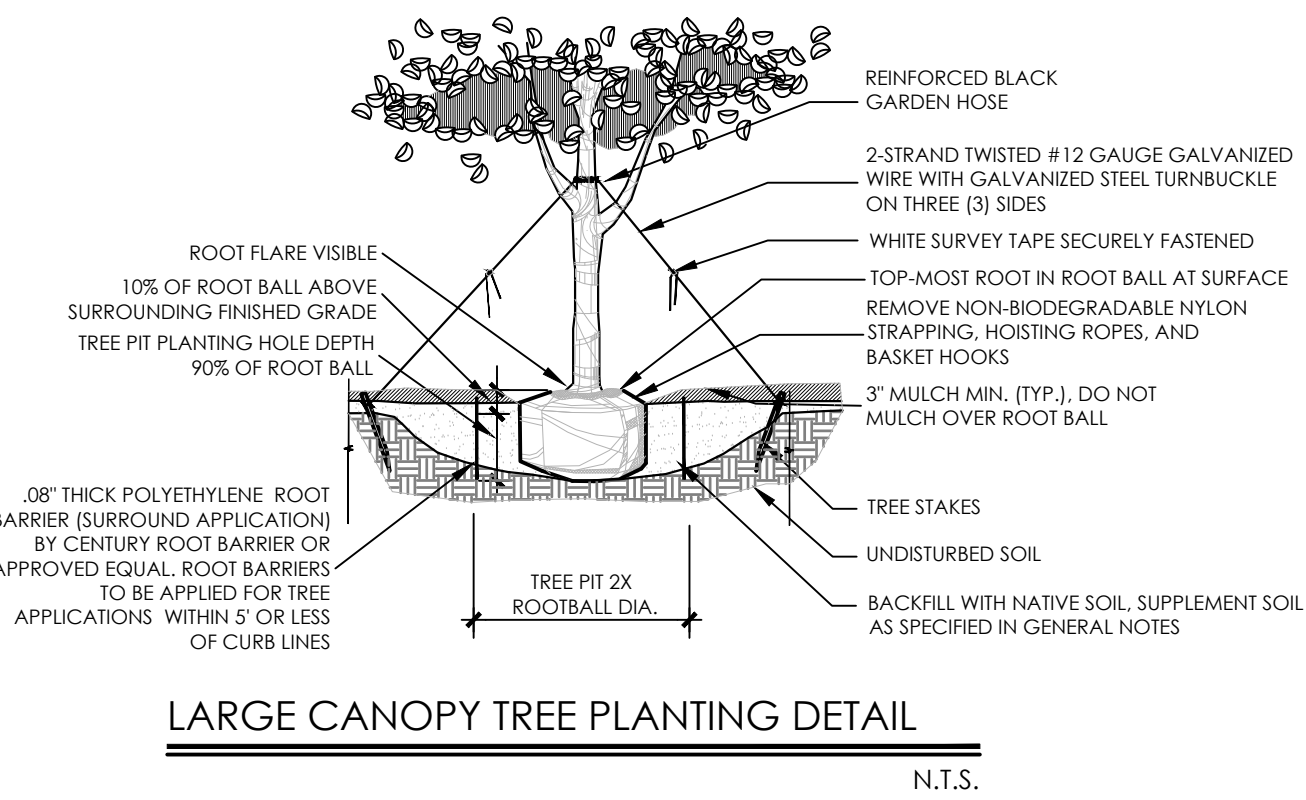 REINFORCED BLACK
GARDEN HOSE
2-STRAND TWISTED #12 GAUGE GALVANIZED
WIRE WITH GALVANIZED STEEL TURNBUCKLE
ON THREE (3) SIDES
WHITE SURVEY TAPE SECURELY FASTENED
TOP-MOST ROOT IN ROOT BALL AT SURFACE
REMOVE NON-BIODEGRADABLE NYLON
STRAPPING, HOISTING ROPES, AND
BASKET HOOKS
3" MULCH MIN. (TYP.), DO NOT
MULCH OVER ROOT BALL
TREE STAKES
UNDISTURBED SOIL
BACKFILL WITH NATIVE SOIL, SUPPLEMENT SOIL
AS SPECIFIED IN GENERAL NOTES
ROOT FLARE VISIBLE
10% OF ROOT BALL ABOVE
SURROUNDING FINISHED GRADE
TREE PIT PLANTING HOLE DEPTH
90% OF ROOT BALL
.08" THICK POLYETHYLENE ROOT
BARRIER (SURROUND APPLICATION)
BY CENTURY ROOT BARRIER OR
APPROVED EQUAL. ROOT BARRIERS
TO BE APPLIED FOR TREE
APPLICATIONS WITHIN 5' OR LESS
OF CURB LINES
TREE PIT 2X
ROOTBALL DIA.
LARGE CANOPY TREE PLANTING DETAIL
N.T.S.